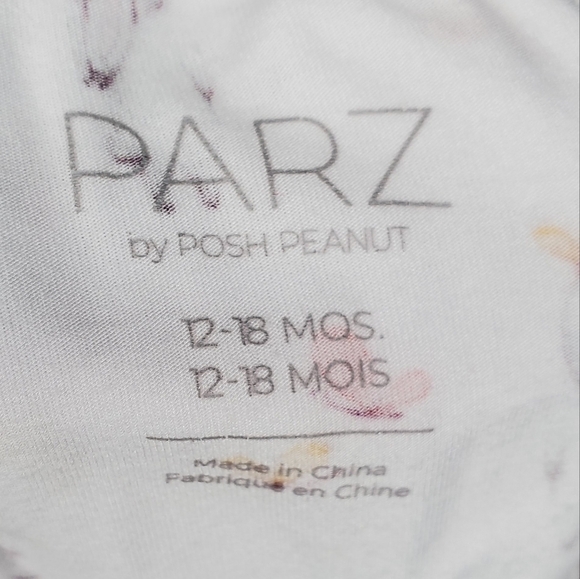 PARZ
by POSH PEANUT
12-18 MOS.
12-18 MOIS
Made in China
Fabriqué en Chine